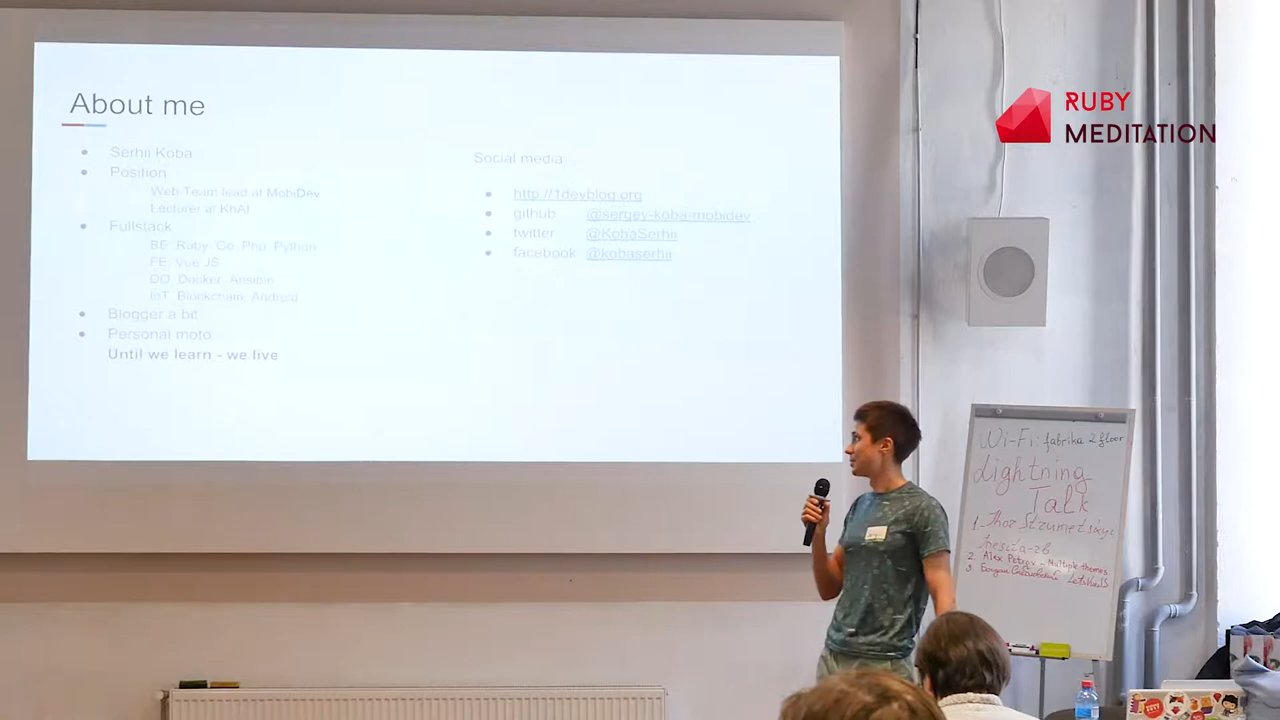 About me
Serhii Koba
Position
Web Team lead at MobiDev
Lecturer at KhAI
Fullstack
BE: Ruby, Go, Php, Python
FE: Vue JS
DO: Docker, Ansible
IoT, Blockchain, Android
Blogger a bit
Personal moto:
Until we learn - we live
Social media
http://1devblog.org
github @sergey-koba-mobidev
twitter @KobaSerhii
facebook @kobaserhii
RUBY
MEDITATION
Wi-Fi: fabrika 2 floor
Lightning
Talk
1.
2. Alex Petrov - Multiple themes
3.